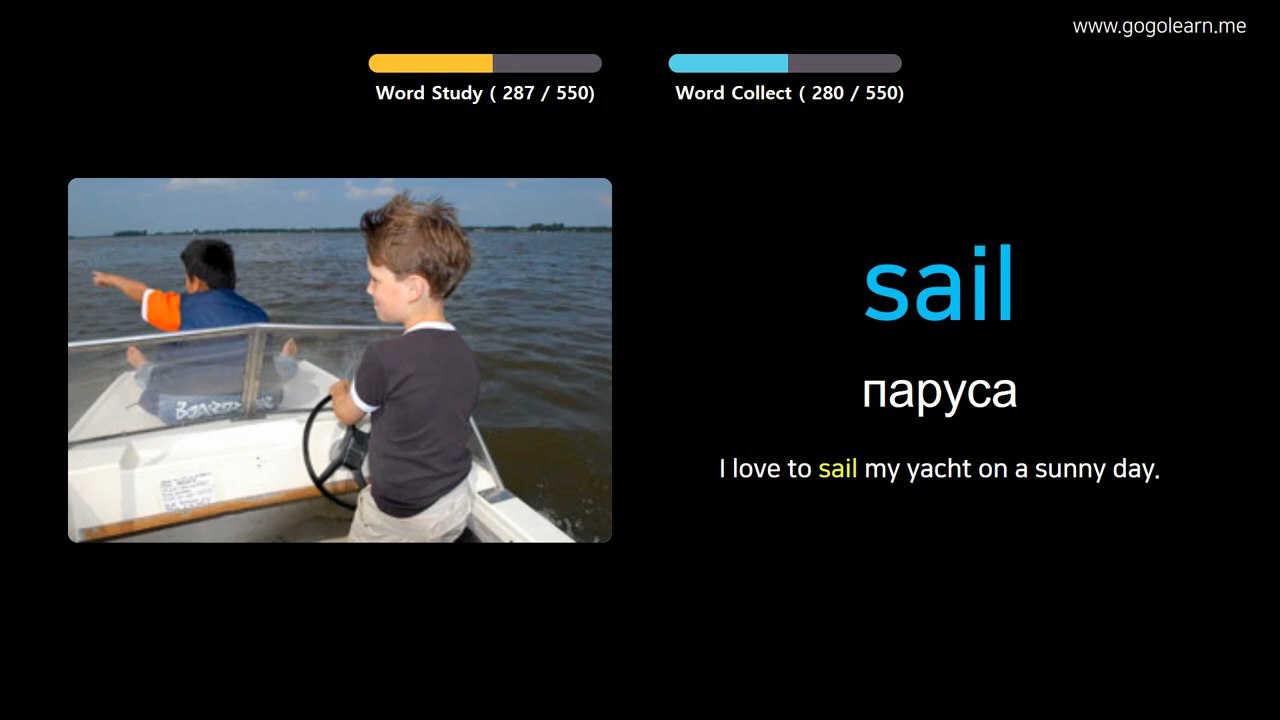 www.gogolearn.me
Word Study ( 287 / 550)
Word Collect ( 280 / 550)
sail
паруса
I love to sail my yacht on a sunny day.